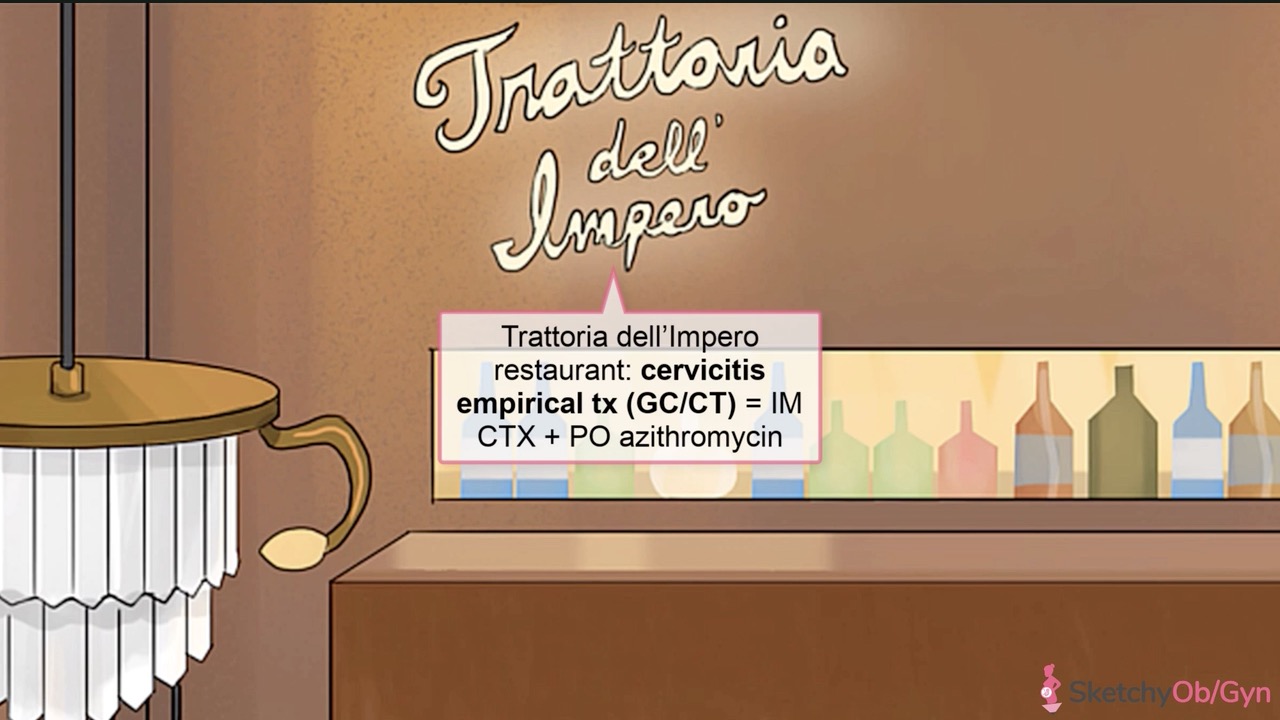 Trattoria
dell'
Impero
Trattoria dell’Impero
restaurant: cervicitis
empirical tx (GC/CT) = IM
CTX + PO azithromycin
SketchyOb/Gyn